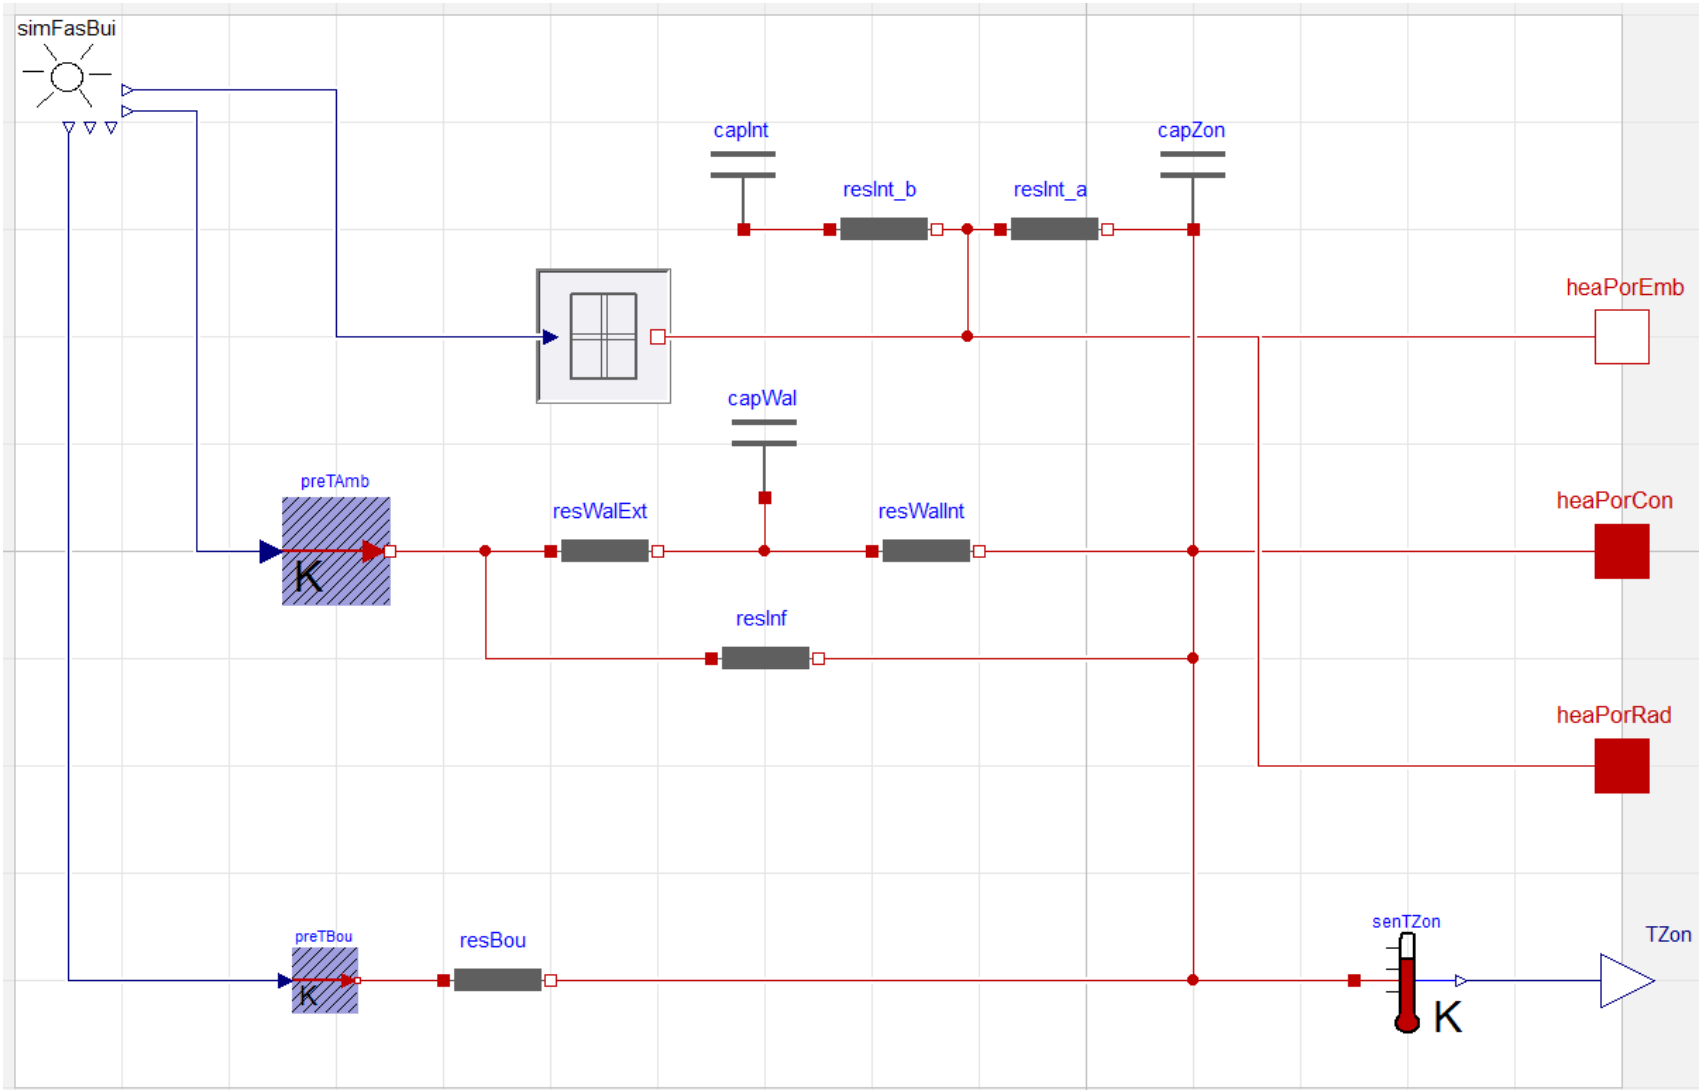 simFasBui
capInt
capZon
resInt_b
resInt_a
heaPorEmb
capWal
preTAmb
K
resWalExt
resWalInt
heaPorCon
resInf
heaPorRad
preTBou
K
resBou
senTZon
K
TZon